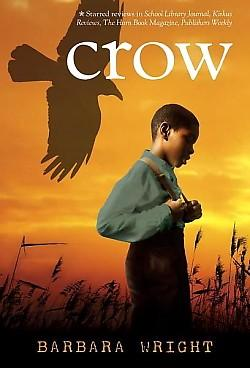 ★ Starred reviews in School Library Journal, Kirkus
Reviews, The Horn Book Magazine, Publishers Weekly
crow
BARBARA WRIGHT